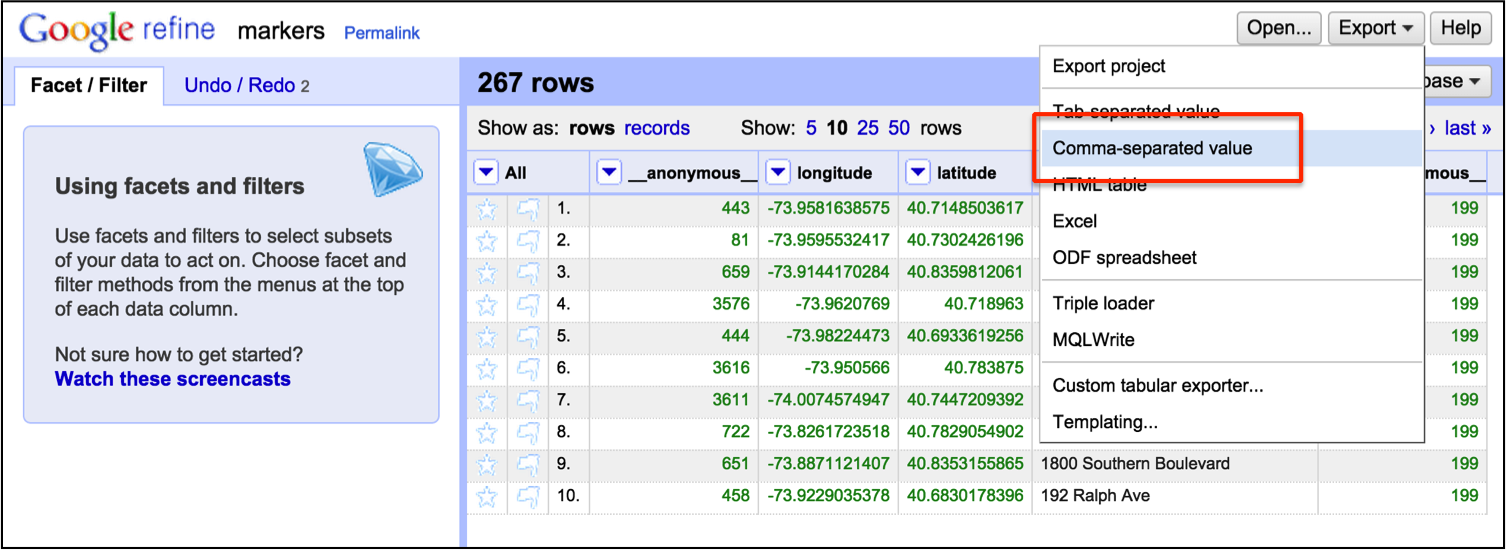 Google refine markers Permalink Open... Export Help
Facet / Filter Undo / Redo 2
267 rows
Show as: rows records Show: 5 10 25 50 rows › last »
All __anonymous__ longitude latitude
1. 443 -73.9581638575 40.7148503617 199
2. 81 -73.9595532417 40.7302426196 199
3. 659 -73.9144170284 40.8359812061 199
4. 3576 -73.9620769 40.718963 199
5. 444 -73.98224473 40.6933619256 199
6. 3616 -73.950566 40.783875 199
7. 3611 -74.0074574947 40.7447209392 199
8. 722 -73.8261723518 40.7829054902 199
9. 651 -73.8871121407 40.8353155865 1800 Southern Boulevard 199
10. 458 -73.9229035378 40.6830178396 192 Ralph Ave 199
Using facets and filters
Use facets and filters to select subsets
of your data to act on. Choose facet and
filter methods from the menus at the top
of each data column.
Not sure how to get started?
Watch these screencasts
Export project
Tab-separated value
Comma-separated value
HTML table
Excel
ODF spreadsheet
Triple loader
MQLWrite
Custom tabular exporter...
Templating...